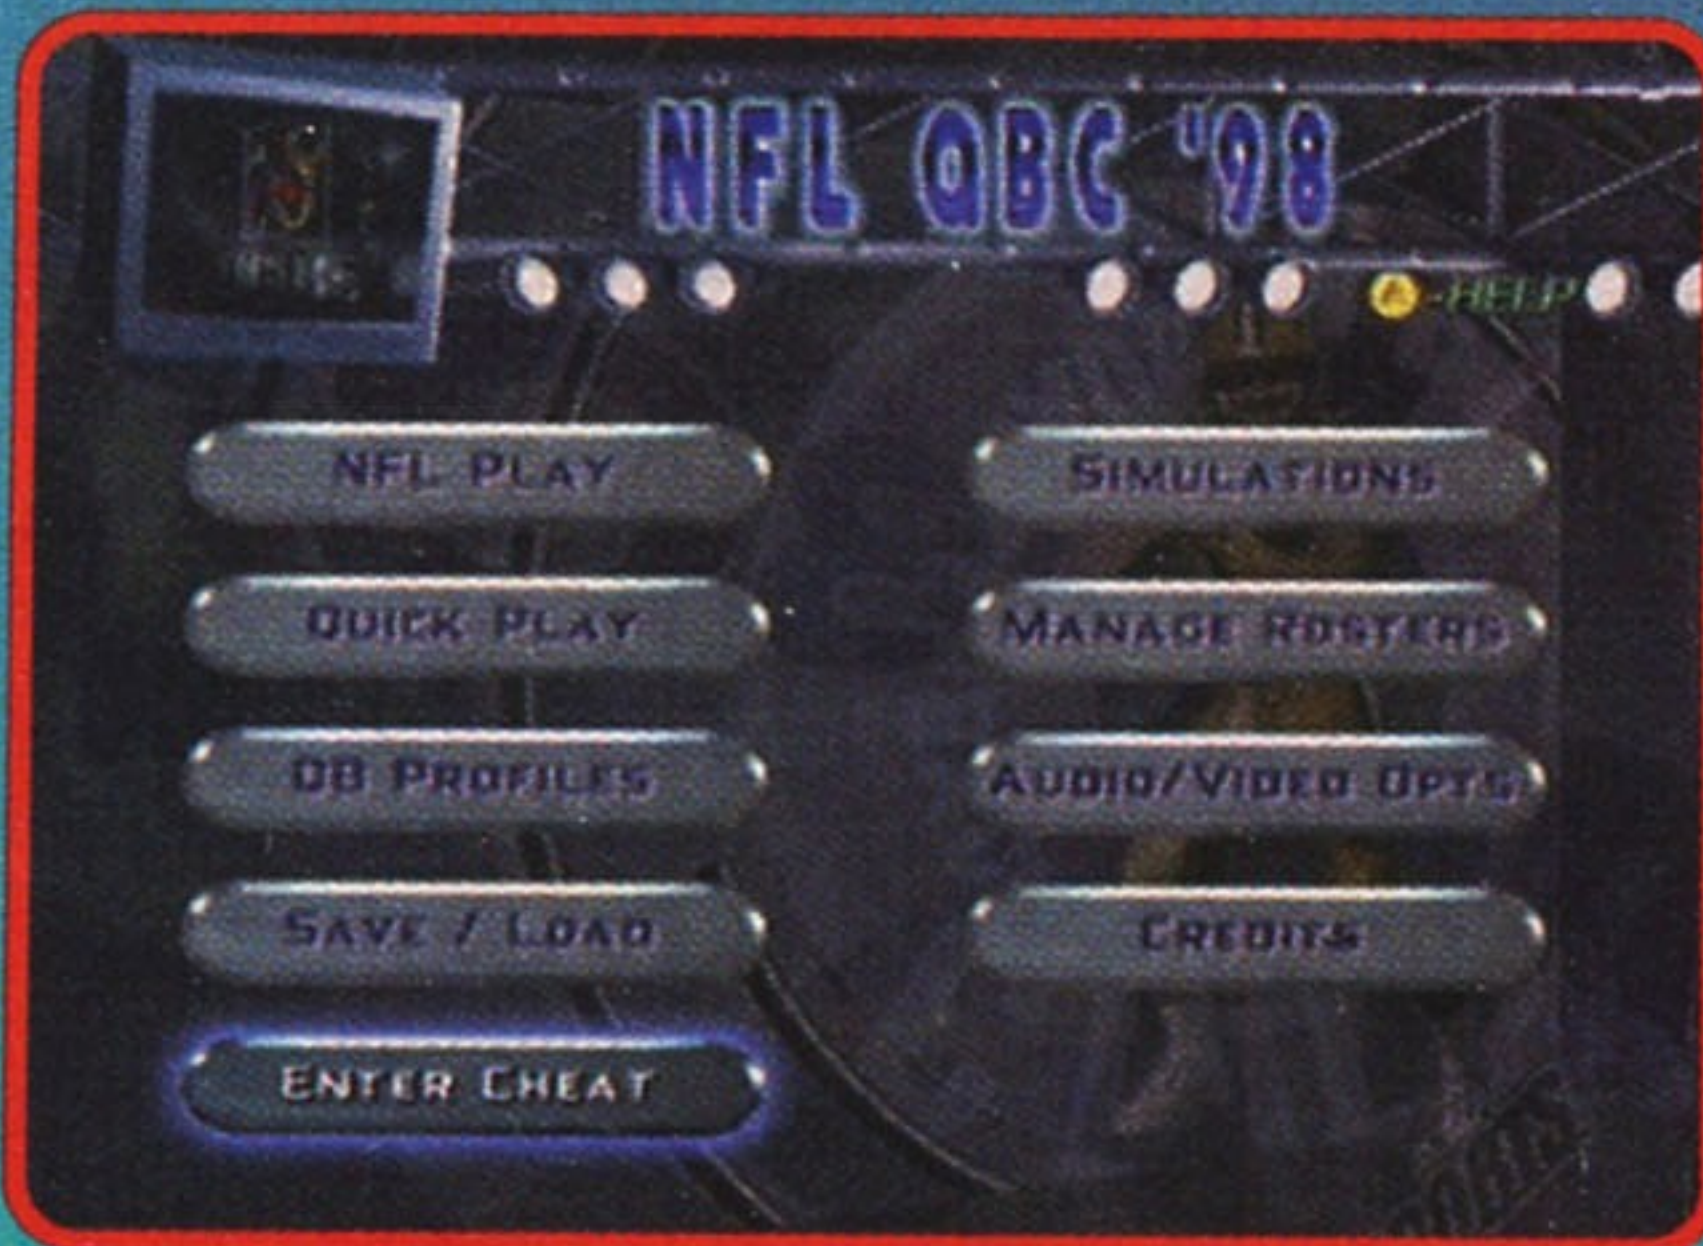 NFL QBC '98
A-HELP
NFL PLAY
QUICK PLAY
QB PROFILES
SAVE / LOAD
ENTER CHEAT
SIMULATIONS
MANAGE ROSTERS
AUDIO/VIDEO OPTS
CREDITS